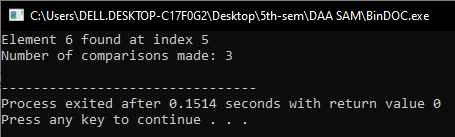 C:\Users\DELL.DESKTOP-C17F0G2\Desktop\5th-sem\DAA SAM\BinDOC.exe
Element 6 found at index 5
Number of comparisons made: 3
--------------------------------
Process exited after 0.1514 seconds with return value 0
Press any key to continue . . .